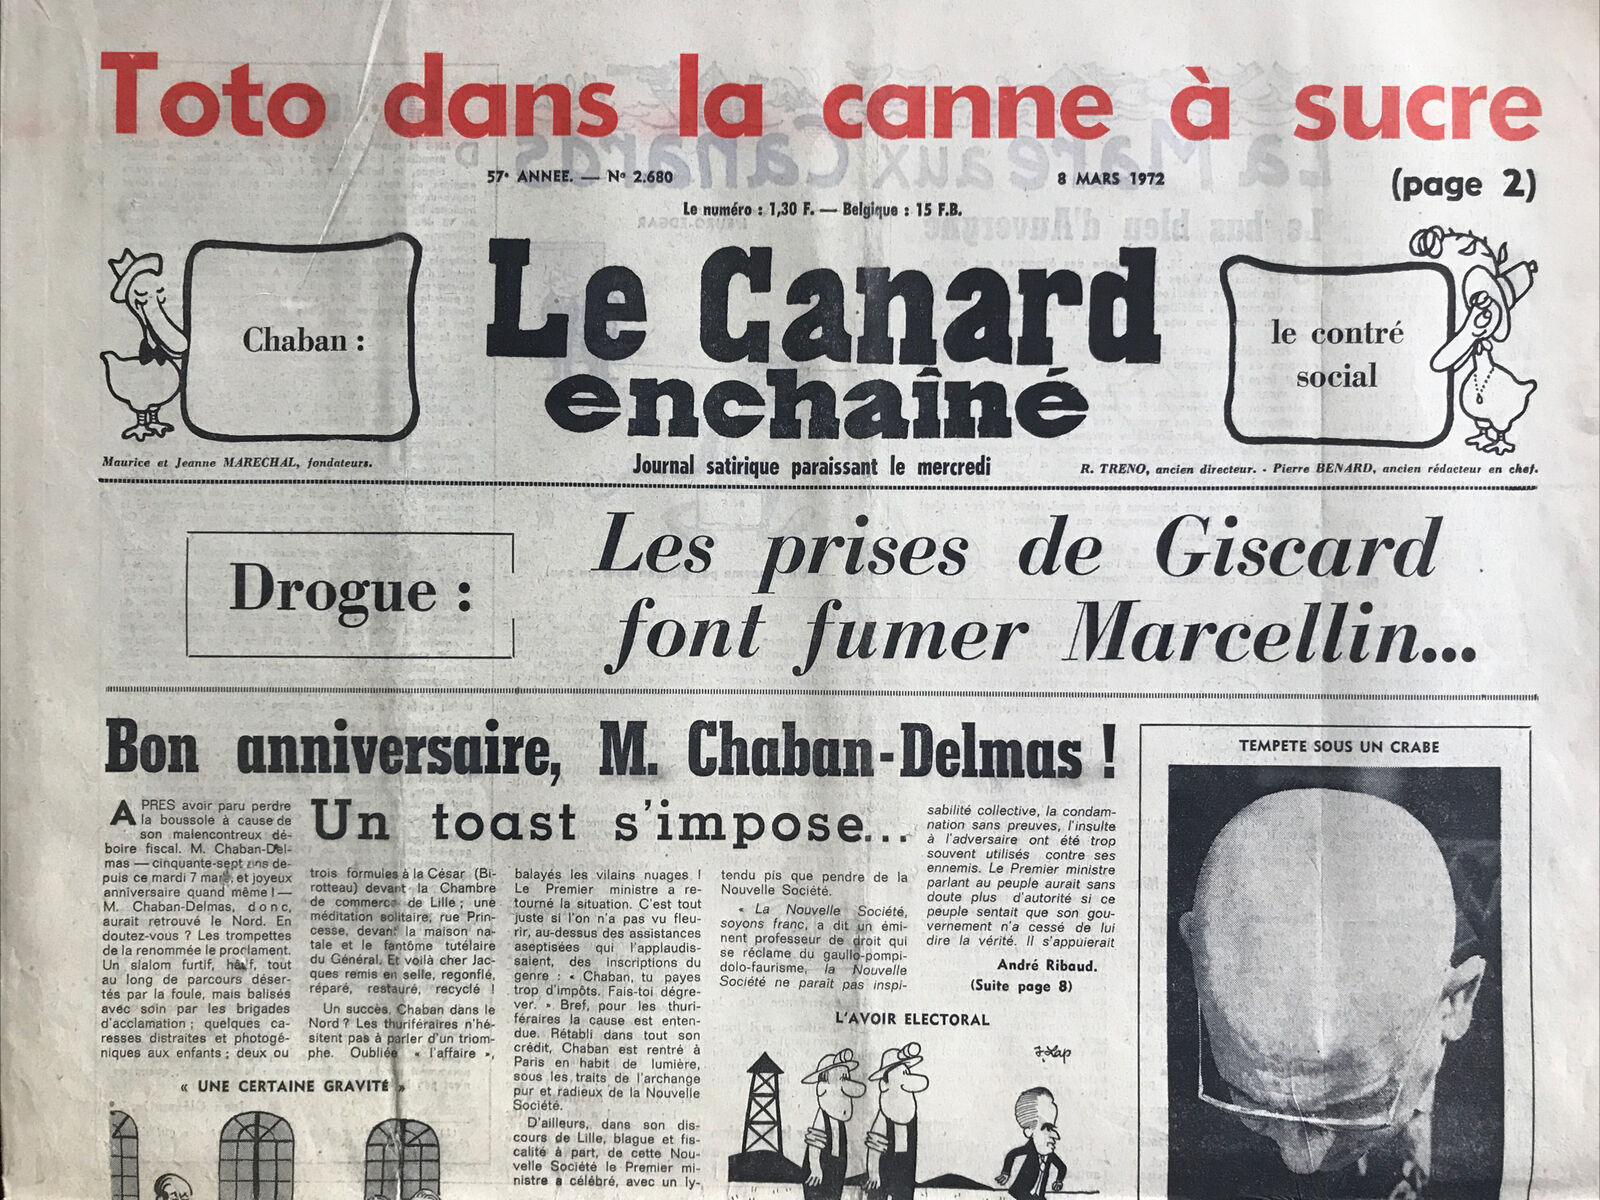 Toto dans la canne à sucre
57e ANNEE. — No 2.680
8 MARS 1972
(page 2)
Le numéro : 1,30 F. — Belgique : 15 F.B.
Chaban :
Le Canard
enchaîné
le contré
social
Maurice et Jeanne MARECHAL, fondateurs.
Journal satirique paraissant le mercredi
R. TRENO, ancien directeur. - Pierre BENARD, ancien rédacteur en chef.
Drogue :
Les prises de Giscard
font fumer Marcellin...
Bon anniversaire, M. Chaban-Delmas !
Un toast s'impose...
APRES avoir paru perdre
la boussole à cause de
son malencontreux dé-
boire fiscal. M. Chaban-Del-
mas — cinquante-sept ans de-
puis ce mardi 7 mars, et joyeux
anniversaire quand même ! —
M. Chaban-Delmas, donc,
aurait retrouvé le Nord. En
doutez-vous ? Les trompettes
de la renommée le proclament.
Un slalom furtif, hâtif, tout
au long de parcours déser-
tés par la foule, mais balisés
avec soin par les brigades
d'acclamation ; quelques ca-
resses distraites et photogé-
niques aux enfants ; deux ou
trois formules à la César (Bi-
rotteau) devant la Chambre
de commerce de Lille ; une
méditation solitaire, rue Prin-
cesse, devant la maison na-
tale et le fantôme tutélaire
du Général. Et voilà cher Jac-
ques remis en selle, regonflé,
réparé, restauré, recyclé !
Un succès, Chaban dans le
Nord ? Les thuriféraires n'hé-
sitent pas à parler d'un triom-
phe. Oubliée « l'affaire »,
« UNE CERTAINE GRAVITÉ »
balayés les vilains nuages !
Le Premier ministre a re-
tourné la situation. C'est tout
juste si l'on n'a pas vu fleu-
rir, au-dessus des assistances
aseptisées qui l'applaudis-
saient, des inscriptions du
genre : « Chaban, tu payes
trop d'impôts. Fais-toi dégre-
ver. » Bref, pour les thuri-
féraires la cause est enten-
due. Rétabli dans tout son
crédit, Chaban est rentré à
Paris en habit de lumière,
sous les traits de l'archange
pur et radieux de la Nouvelle
Société.
D'ailleurs, dans son dis-
cours de Lille, blague et fis-
calité à part, de cette Nou-
velle Société le Premier mi-
nistre a célébré, avec un ly-
tendu pis que pendre de la
Nouvelle Société.
« La Nouvelle Société,
soyons franc, a dit un émi-
nent professeur de droit qui
se réclame du gaullo-pompi-
dolo-faurisme, la Nouvelle
Société ne paraît pas inspi-
sabilité collective, la condam-
nation sans preuves, l'insulte
à l'adversaire ont été trop
souvent utilisés contre ses
ennemis. Le Premier ministre
parlant au peuple aurait sans
doute plus d'autorité si ce
peuple sentait que son gou-
vernement n'a cessé de lui
dire la vérité. Il s'appuierait
André Ribaud.
(Suite page 8)
L'AVOIR ELECTORAL
J. Lap
TEMPETE SOUS UN CRABE